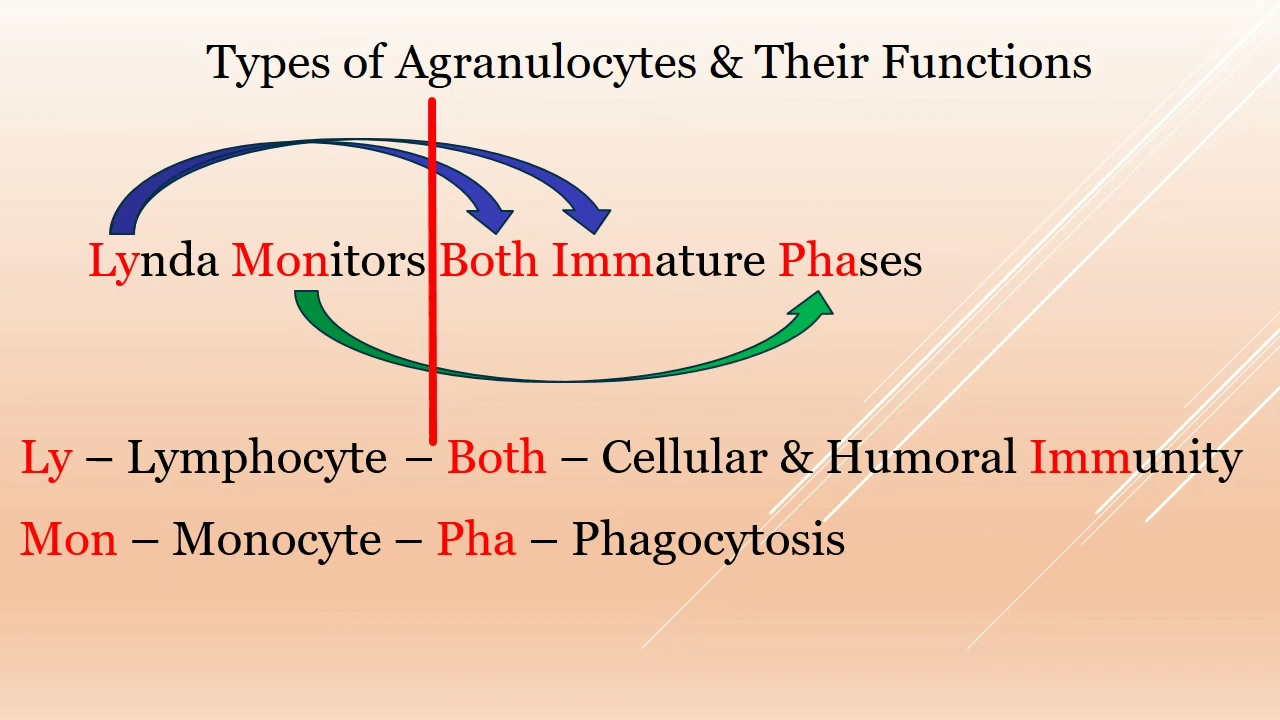 Types of Agranulocytes & Their Functions
Lynda Monitors Both Immature Phases
Ly – Lymphocyte – Both – Cellular & Humoral Immunity
Mon – Monocyte – Pha – Phagocytosis